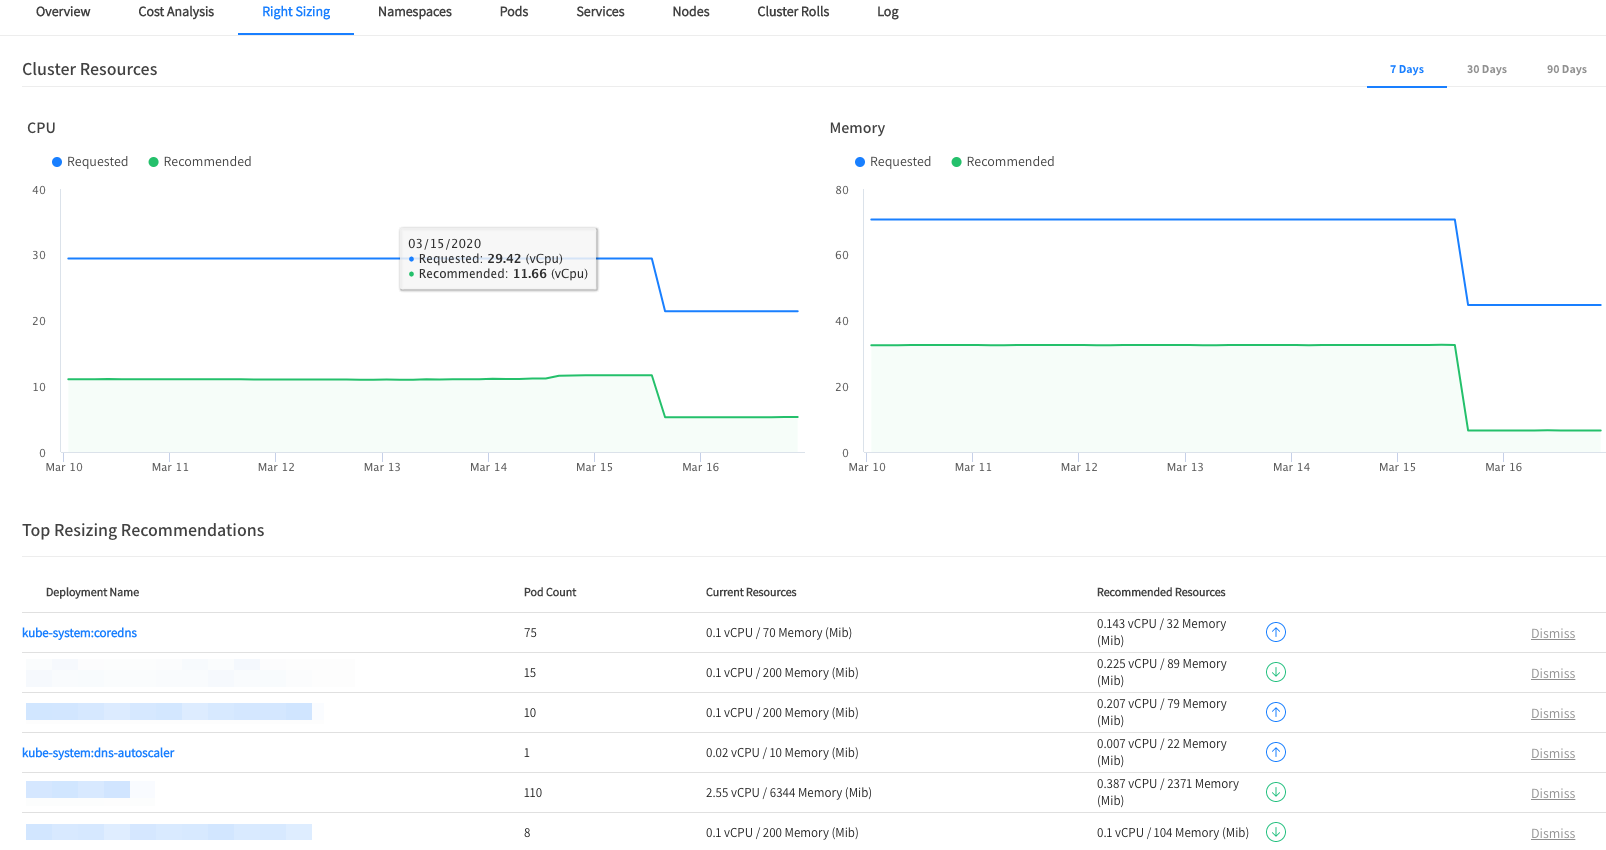 Overview Cost Analysis Right Sizing Namespaces Pods Services Nodes Cluster Rolls Log
Cluster Resources 7 Days 30 Days 90 Days
CPU
Requested Recommended
40
30
20
10
0
03/15/2020
Requested: 29.42 (vCpu)
Recommended: 11.66 (vCpu)
Mar 10 Mar 11 Mar 12 Mar 13 Mar 14 Mar 15 Mar 16
Memory
Requested Recommended
80
60
40
20
0
Mar 10 Mar 11 Mar 12 Mar 13 Mar 14 Mar 15 Mar 16
Top Resizing Recommendations
Deployment Name Pod Count Current Resources Recommended Resources
kube-system:coredns 75 0.1 vCPU / 70 Memory (Mib) 0.143 vCPU / 32 Memory
(Mib) Dismiss
15 0.1 vCPU / 200 Memory (Mib) 0.225 vCPU / 89 Memory
(Mib) Dismiss
10 0.1 vCPU / 200 Memory (Mib) 0.207 vCPU / 79 Memory
(Mib) Dismiss
kube-system:dns-autoscaler 1 0.02 vCPU / 10 Memory (Mib) 0.007 vCPU / 22 Memory
(Mib) Dismiss
110 2.55 vCPU / 6344 Memory (Mib) 0.387 vCPU / 2371 Memory
(Mib) Dismiss
8 0.1 vCPU / 200 Memory (Mib) 0.1 vCPU / 104 Memory (Mib) Dismiss